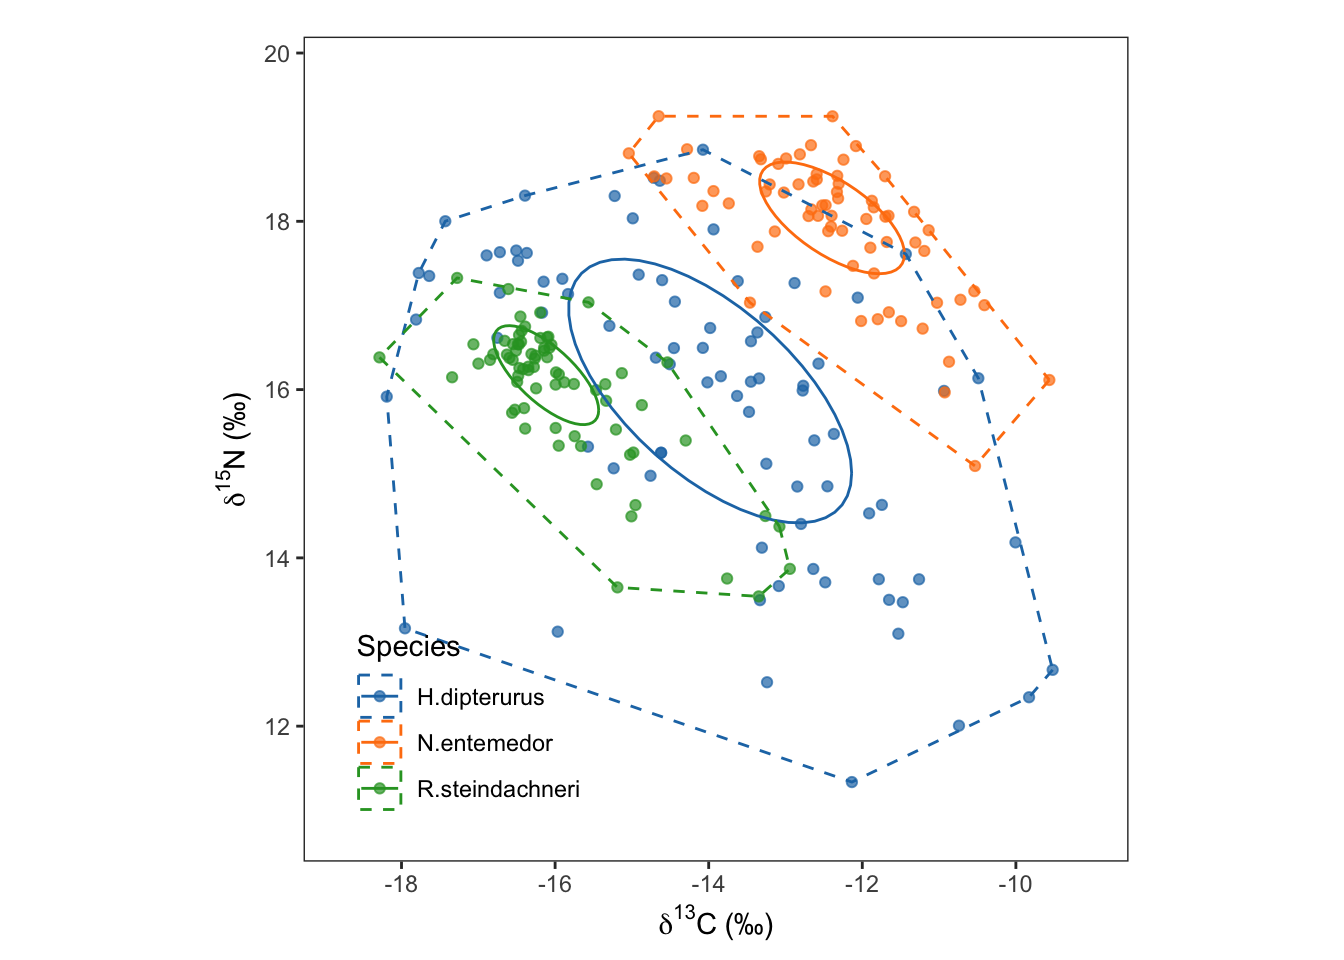 20
18
16
14
12
δ15N (‰)
Species
H.dipterurus
N.entemedor
R.steindachneri
-18 -16 -14 -12 -10
δ13C (‰)